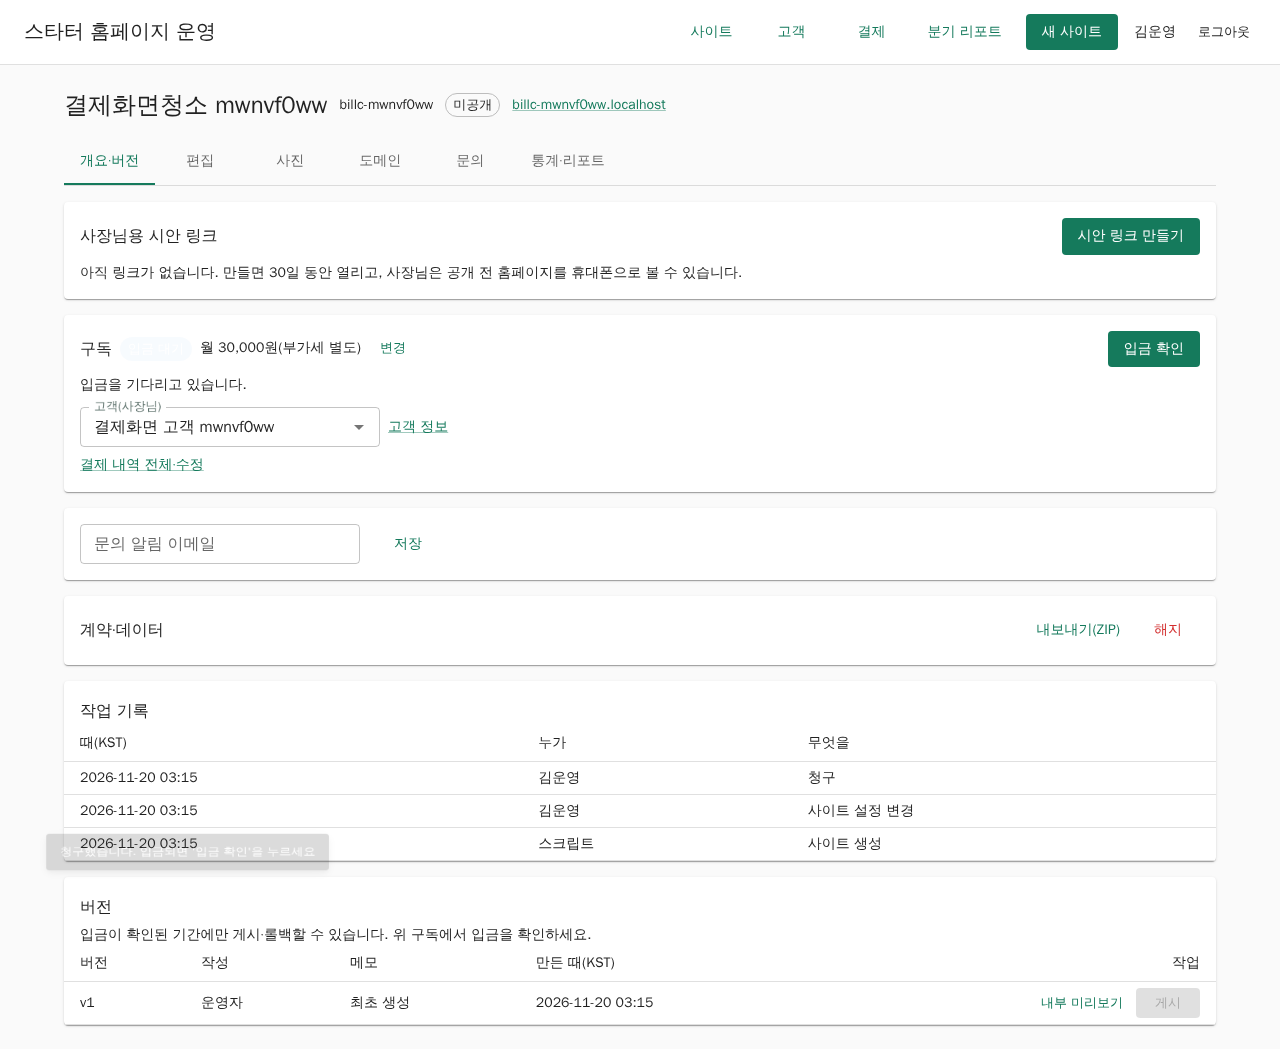 스타터 홈페이지 운영
사이트 고객 결제 분기 리포트 새 사이트 김운영 로그아웃
결제화면청소 mwnvf0ww billc-mwnvf0ww 미공개 billc-mwnvf0ww.localhost
개요·버전 편집 사진 도메인 문의 통계·리포트
사장님용 시안 링크 시안 링크 만들기
아직 링크가 없습니다. 만들면 30일 동안 열리고, 사장님은 공개 전 홈페이지를 휴대폰으로 볼 수 있습니다.
구독 월 30,000원(부가세 별도) 변경 입금 확인
입금을 기다리고 있습니다.
고객(사장님)
결제화면 고객 mwnvf0ww 고객 정보
결제 내역 전체·수정
문의 알림 이메일 저장
계약·데이터 내보내기(ZIP) 해지
작업 기록
때(KST) 누가 무엇을
2026-11-20 03:15 김운영 청구
2026-11-20 03:15 김운영 사이트 설정 변경
2026-11-20 03:15 스크립트 사이트 생성
입금되면 '입금 확인'을 누르세요
버전
입금이 확인된 기간에만 게시·롤백할 수 있습니다. 위 구독에서 입금을 확인하세요.
버전 작성 메모 만든 때(KST) 작업
v1 운영자 최초 생성 2026-11-20 03:15 내부 미리보기 게시